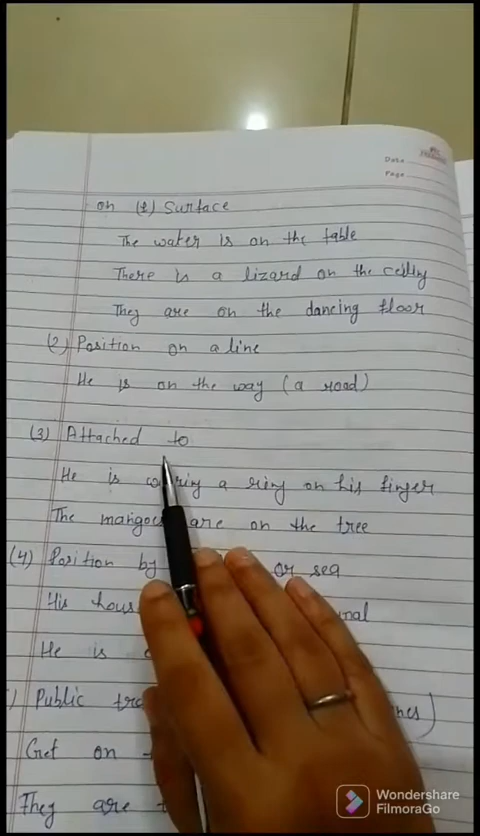 Date
Page
on (1) Surface
The water is on the table
There is a lizard on the ceiling
They are on the dancing floor
(2) Position on a line
He is on the way (a road)
(3) Attached to
He is wearing a ring on his finger
The mangoes are on the tree
(4) Position by or sea
His
He is
Public
Get on
They are
Wondershare
FilmoraGo